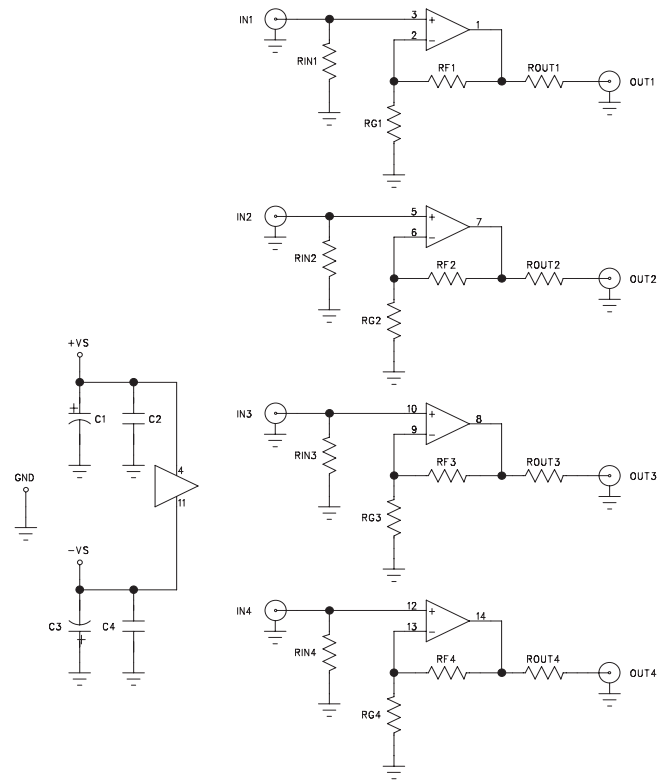 IN1
3
+
1
2
−
RIN1
RF1
ROUT1
OUT1
RG1
IN2
5
+
7
6
−
RIN2
RF2
ROUT2
OUT2
RG2
+VS
+
C1
C2
4
11
GND
−VS
C3
C4
+
IN3
10
+
8
9
−
RIN3
RF3
ROUT3
OUT3
RG3
IN4
12
+
14
13
−
RIN4
RF4
ROUT4
OUT4
RG4